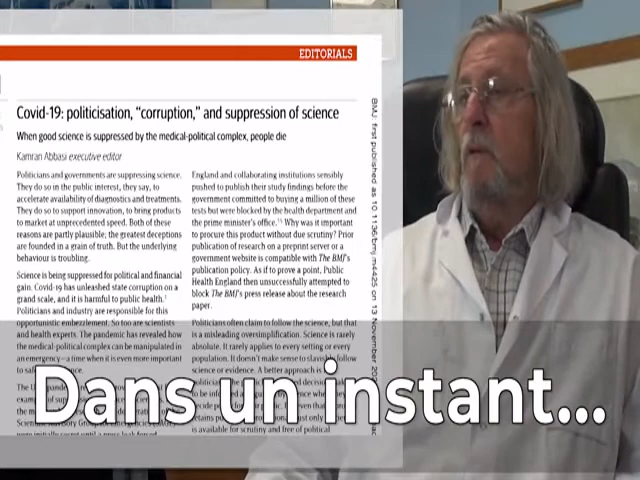 EDITORIALS
Covid-19: politicisation, “corruption,” and suppression of science
When good science is suppressed by the medical-political complex, people die
Kamran Abbasi executive editor
Politicians and governments are suppressing science.
They do so in the public interest, they say, to
accelerate availability of diagnostics and treatments.
They do so to support innovation, to bring products
to market at unprecedented speed. Both of these
reasons are partly plausible; the greatest deceptions
are founded in a grain of truth. But the underlying
behaviour is troubling.
Science is being suppressed for political and financial
gain. Covid-19 has unleashed state corruption on a
grand scale, and it is harmful to public health.1
Politicians and industry are responsible for this
opportunistic embezzlement. So too are scientists
and health experts. The pandemic has revealed how
the medical-political complex can be manipulated in
an emergency—a time when it is even more important
to
The
England and collaborating institutions sensibly
pushed to publish their study findings before the
government committed to buying a million of these
tests but were blocked by the health department and
the prime minister's office. Why was it important
to procure this product without due scrutiny? Prior
publication of research on a preprint server or a
government website is compatible with The BMJ's
publication policy. As if to prove a point, Public
Health England then unsuccessfully attempted to
block The BMJ's press release about the research
paper.
Politicians often claim to follow the science, but that
is a misleading oversimplification. Science is rarely
absolute. It rarely applies to every setting or every
population. It doesn't make sense to slavishly follow
science or evidence. A better approach is
is available for scrutiny and free of political
BMJ: first published as 10.1136/bmj.m4425 on 13 November
Dans un instant...